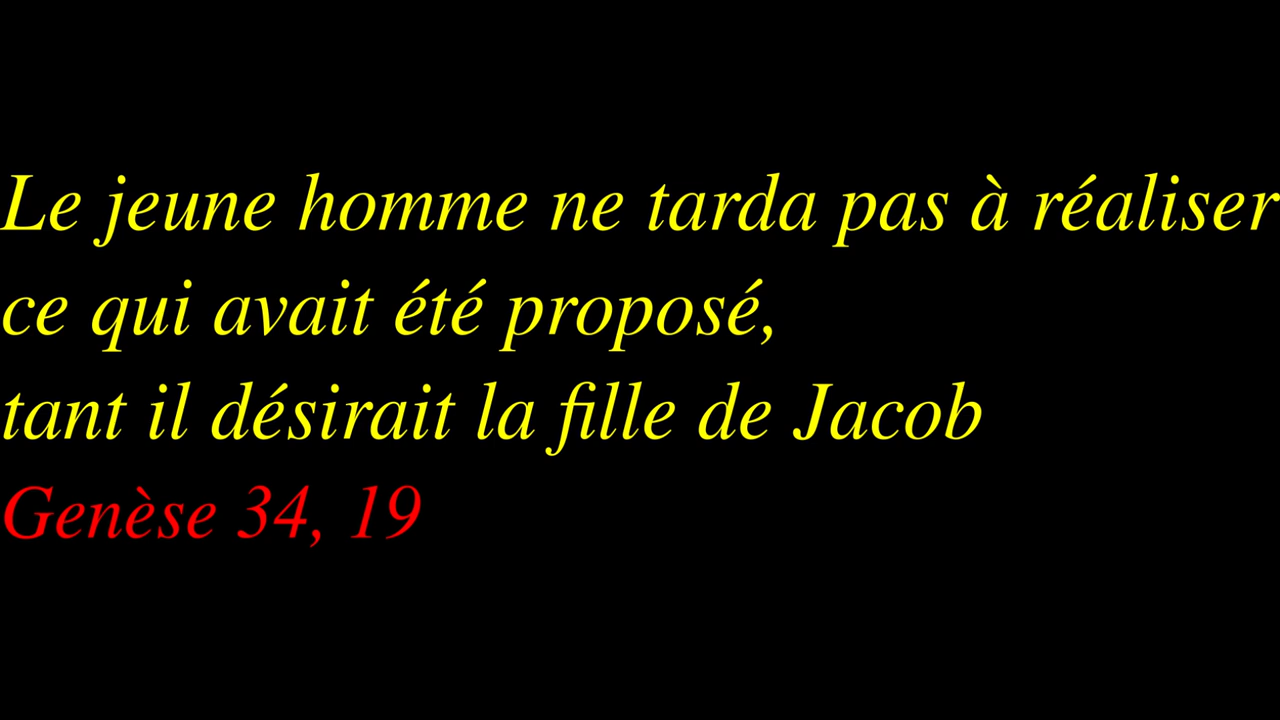 Le jeune homme ne tarda pas à réaliser
ce qui avait été proposé,
tant il désirait la fille de Jacob
Genèse 34, 19